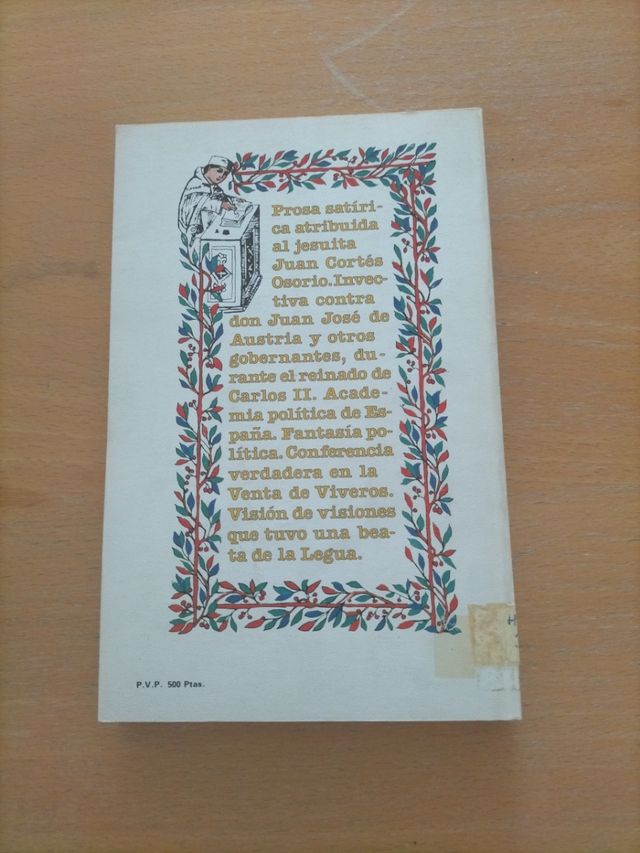 Prosa satíri-
ca atribuida
al jesuita
Juan Cortés
Osorio. Invec-
tiva contra
don Juan José de
Austria y otros
gobernantes, du-
rante el reinado de
Carlos II. Acade-
mia política de Es-
paña. Fantasía po-
lítica. Conferencia
verdadera en la
Venta de Viveros.
Visión de visiones
que tuvo una bea-
ta de la Legua.
P.V.P. 500 Ptas.